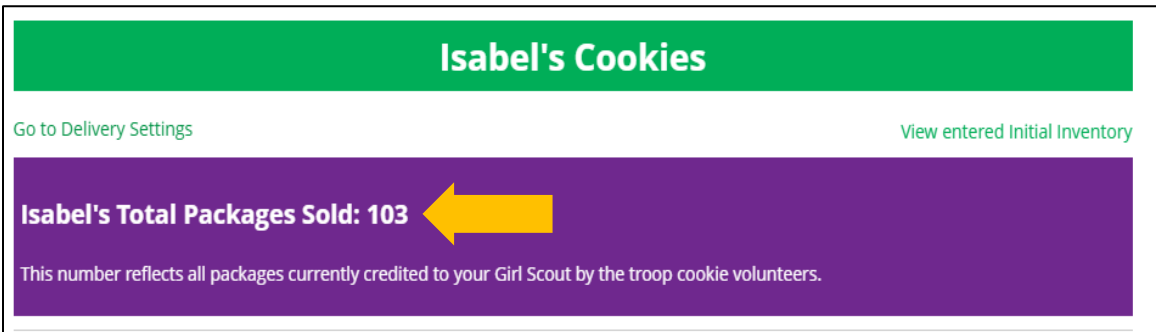 Isabel's Cookies
Go to Delivery Settings
View entered Initial Inventory
Isabel's Total Packages Sold: 103
This number reflects all packages currently credited to your Girl Scout by the troop cookie volunteers.